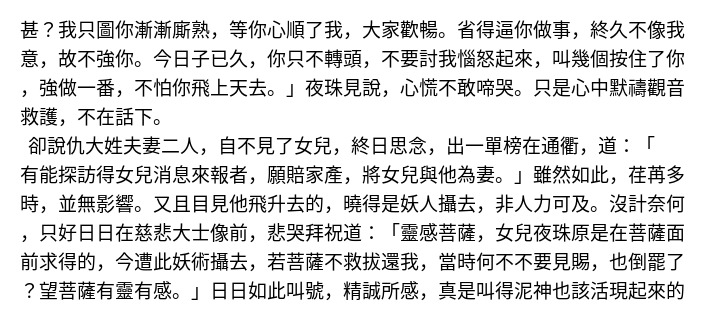 甚？我只圖你漸漸廝熟，等你心順了我，大家歡暢。省得逼你做事，終久不像我
意，故不強你。今日子已久，你只不轉頭，不要討我惱怒起來，叫幾個按住了你
，強做一番，不怕你飛上天去。」夜珠見說，心慌不敢啼哭。只是心中默禱觀音
救護，不在話下。
卻說仇大姓夫妻二人，自不見了女兒，終日思念，出一單榜在通衢，道：「
有能探訪得女兒消息來報者，願賠家產，將女兒與他為妻。」雖然如此，荏苒多
時，並無影響。又且目見他飛升去的，曉得是妖人攝去，非人力可及。沒計奈何
，只好日日在慈悲大士像前，悲哭拜祝道：「靈感菩薩，女兒夜珠原是在菩薩面
前求得的，今遭此妖術攝去，若菩薩不救拔還我，當時何不不要見賜，也倒罷了
？望菩薩有靈有感。」日日如此叫號，精誠所感，真是叫得泥神也該活現起來的